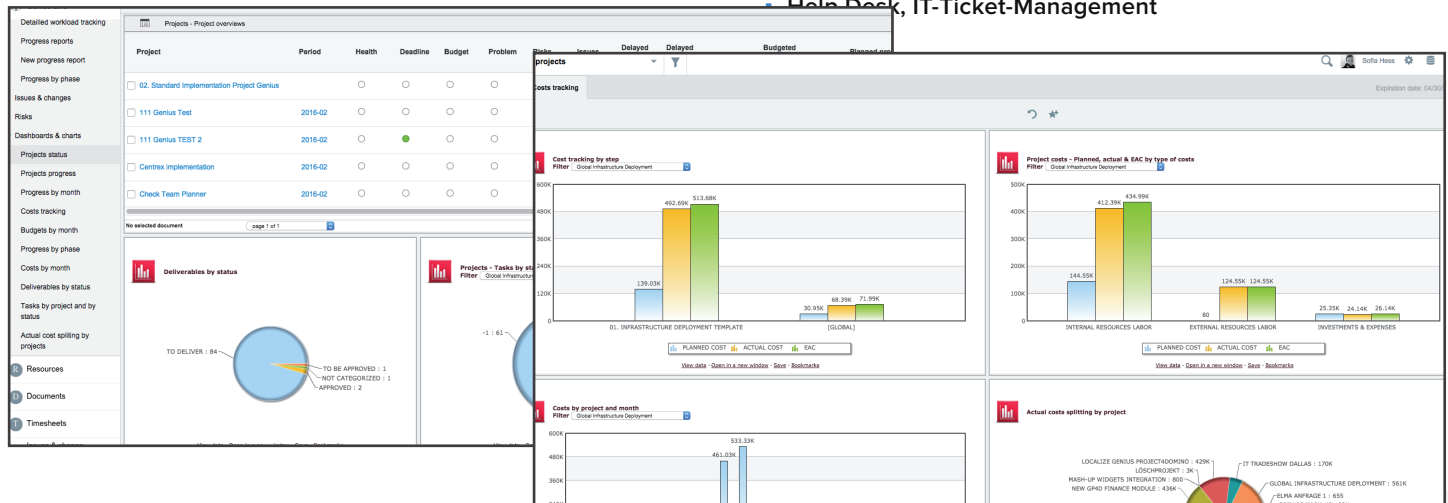 Help Desk, IT-Ticket-Management
Detailed workload tracking
Progress reports
New progress report
Progress by phase
Issues & changes
Risks
Dashboards & charts
Projects status
Projects progress
Progress by month
Costs tracking
Budgets by month
Progress by phase
Costs by month
Deliverables by status
Tasks by project and by
status
Actual cost spliting by
projects
R Resources
D Documents
T Timesheets
Projects - Project overviews
Project Period Health Deadline Budget Problem Delayed Delayed Budgeted
02. Standard Implementation Project Genius
111 Genius Test 2016-02
111 Genius TEST 2 2016-02
Centrex Implementation 2016-02
Check Team Planner 2016-02
No selected document page 1 of 1
Deliverables by status
TO DELIVER : 84
TO BE APPROVED : 1
NOT CATEGORIZED : 1
APPROVED : 2
Projects - Tasks by
Filter Global
-1 : 61
projects
Sofia Hess
Costs tracking
Expiration date: 04/30
Cost tracking by step
Filter Global Infrastructure Deployment
600K
480K
360K
240K
120K
0
139.03K 492.69K 513.68K
30.95K 68.39K 71.99K
01. INFRASTRUCTURE DEPLOYMENT TEMPLATE [GLOBAL]
PLANNED COST ACTUAL COST EAC
View data - Open in a new window - Save - Bookmarks
Project costs - Planned, actual & EAC by type of costs
Filter Global Infrastructure Deployment
500K
400K
300K
200K
100K
0
144.55K 412.39K 434.99K
80 124.55K 124.55K
25.35K 24.14K 26.14K
INTERNAL RESOURCES LABOR EXTERNAL RESOURCES LABOR INVESTMENTS & EXPENSES
PLANNED COST ACTUAL COST EAC
View data - Open in a new window - Save - Bookmarks
Costs by project and month
Filter Global Infrastructure Deployment
600K
480K
360K
461.03K 533.33K
Actual costs splitting by project
LOCALIZE GENIUS PROJECT4DOMINO : 429K
LÖSCHPROJEKT : 3K
MASH-UP WIDGETS INTEGRATION : 800
NEW GP4D FINANCE MODULE : 436K
IT TRADESHOW DALLAS : 170K
GLOBAL INFRASTRUCTURE DEPLOYMENT : 561K
ELMA ANFRAGE 1 : 655